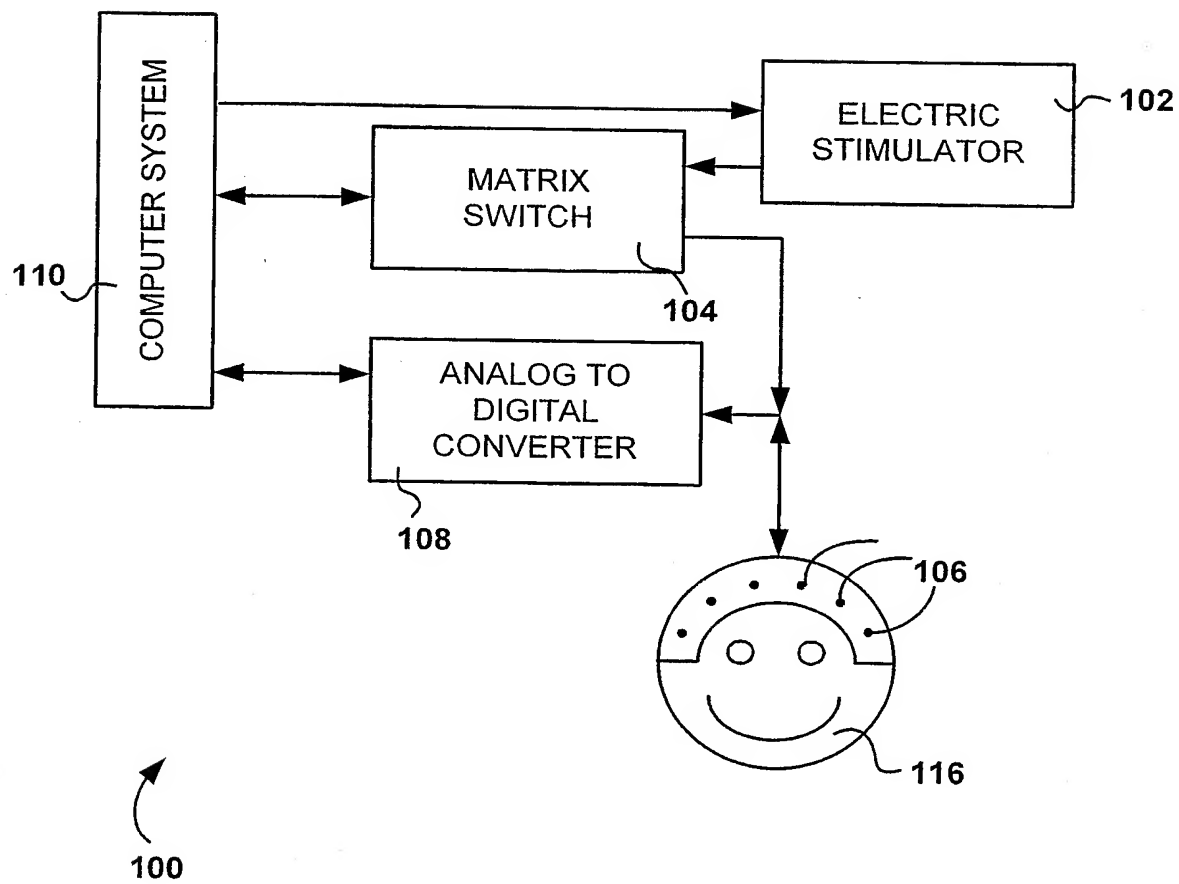 COMPUTER SYSTEM
110
ELECTRIC
STIMULATOR
102
MATRIX
SWITCH
104
ANALOG TO
DIGITAL
CONVERTER
108
106
116
100